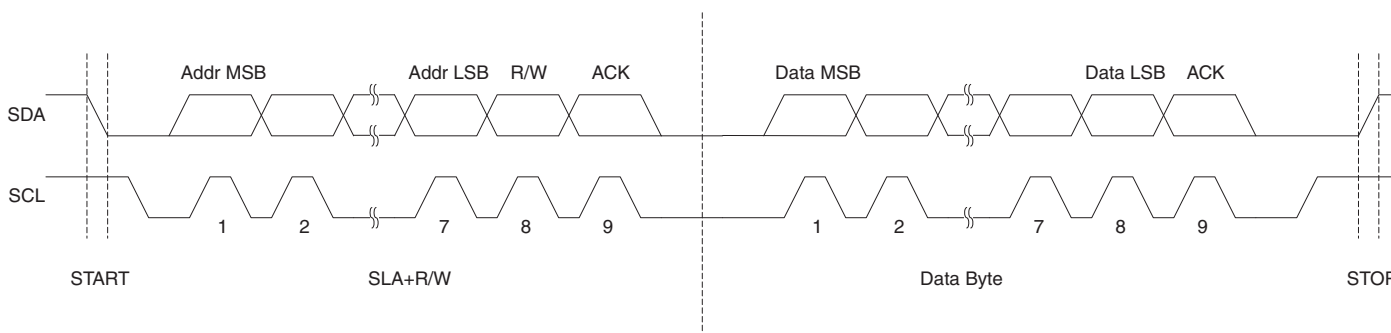 Addr MSB Addr LSB R/W ACK Data MSB Data LSB ACK
SDA
SCL
1 2 7 8 9 1 2 7 8 9
START SLA+R/W Data Byte STOP